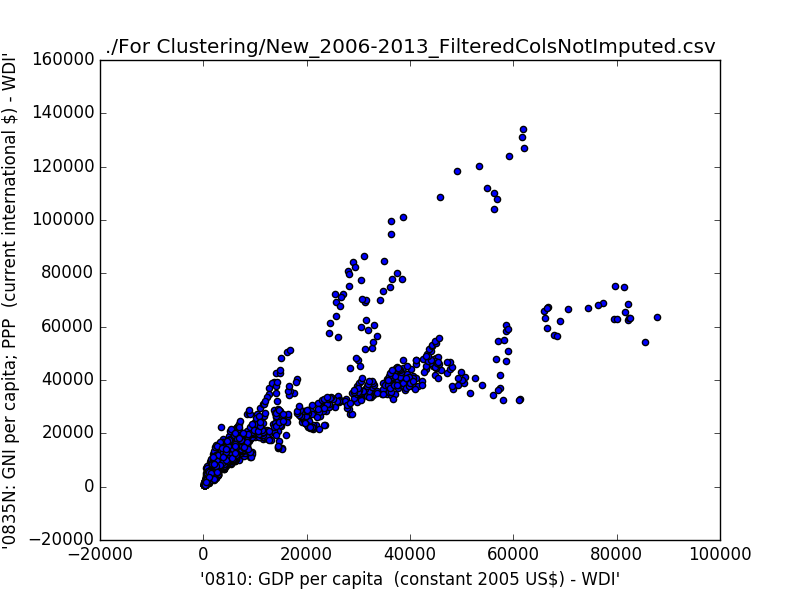 ./For Clustering/New_2006-2013_FilteredColsNotImputed.csv
160000
140000
120000
100000
80000
60000
40000
20000
0
−20000
'0835N: GNI per capita; PPP  (current international $) - WDI'
−20000 0 20000 40000 60000 80000 100000
'0810: GDP per capita  (constant 2005 US$) - WDI'